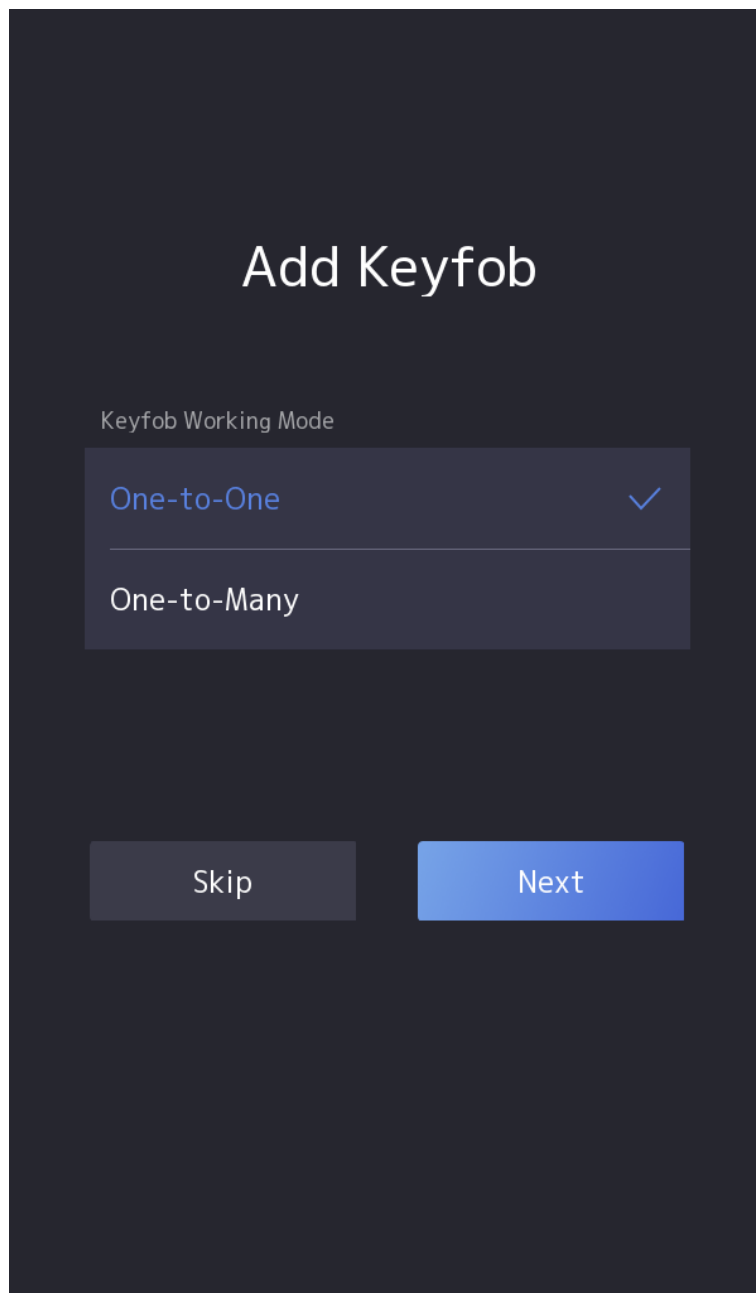 Add Keyfob
Keyfob Working Mode
One-to-One
One-to-Many
Skip
Next